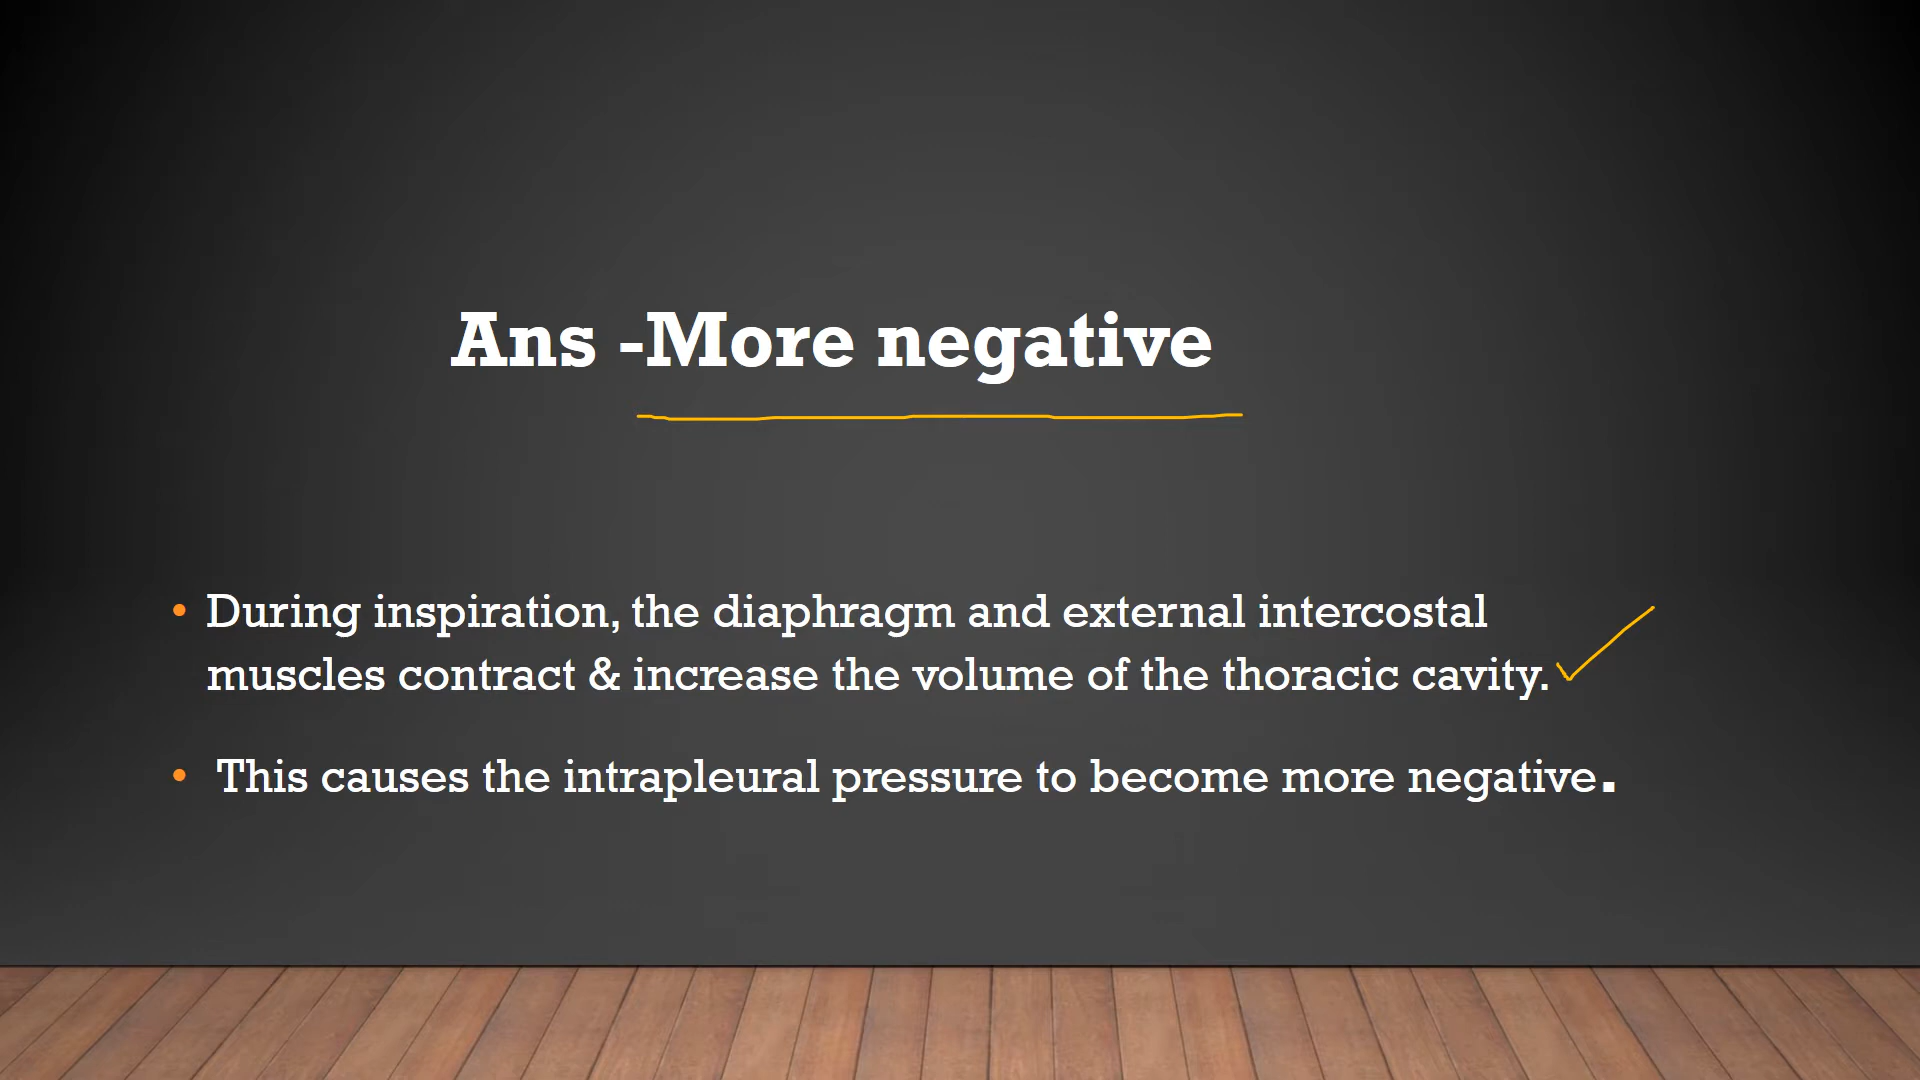 Ans -More negative
• During inspiration, the diaphragm and external intercostal
muscles contract & increase the volume of the thoracic cavity.
• This causes the intrapleural pressure to become more negative.